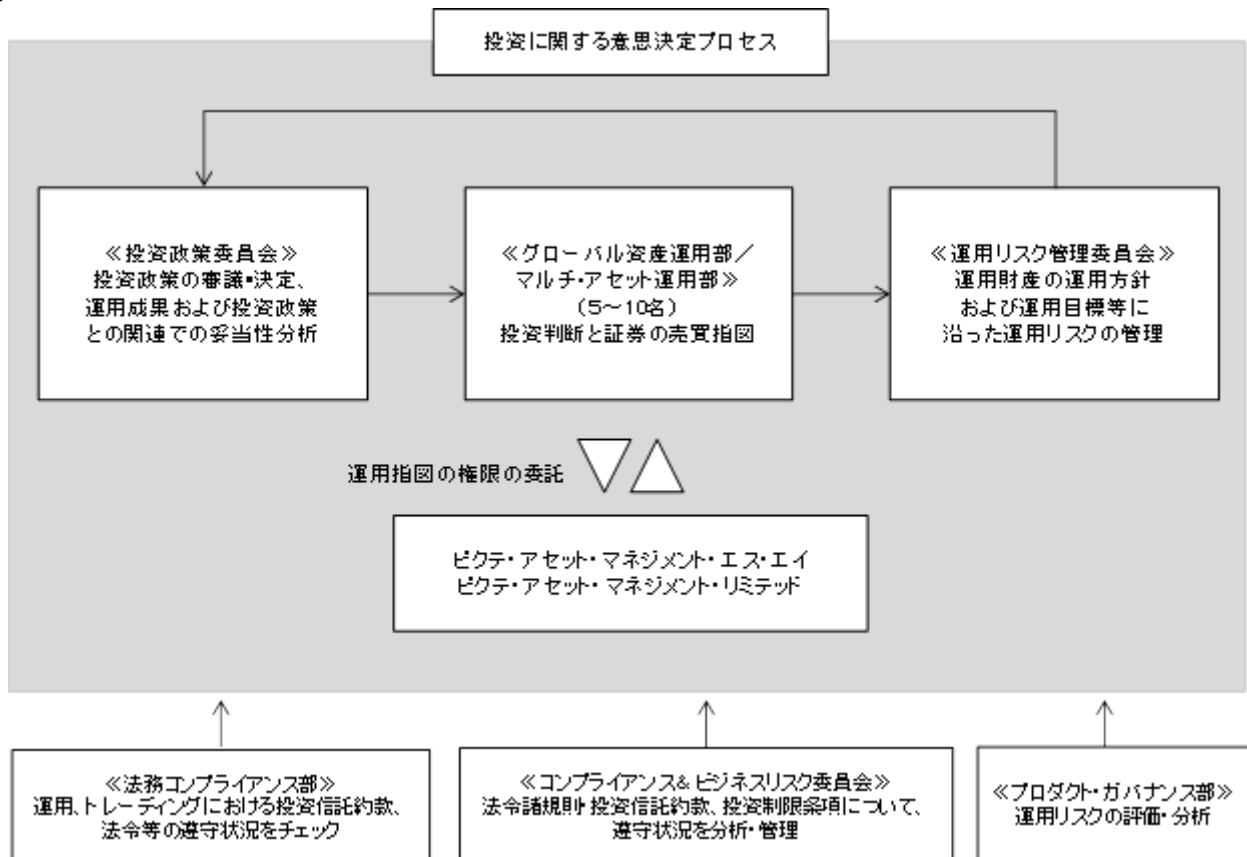 投資に関する意思決定プロセス
≪投資政策委員会≫
投資政策の審議・決定、
運用成果および投資政策
との関連での妥当性分析
≪グローバル資産運用部／
マルチ・アセット運用部≫
（5～10名）
投資判断と証券の売買指図
≪運用リスク管理委員会≫
運用財産の運用方針
および運用目標等に
沿った運用リスクの管理
運用指図の権限の委託
ピクテ・アセット・マネジメント・エス・エイ
ピクテ・アセット・マネジメント・リミテッド
≪法務コンプライアンス部≫
運用、トレーディングにおける投資信託約款、
法令等の遵守状況をチェック
≪コンプライアンス&ビジネスリスク委員会≫
法令諸規則・投資信託約款、投資制限条項について、
遵守状況を分析・管理
≪プロダクト・ガバナンス部≫
運用リスクの評価・分析